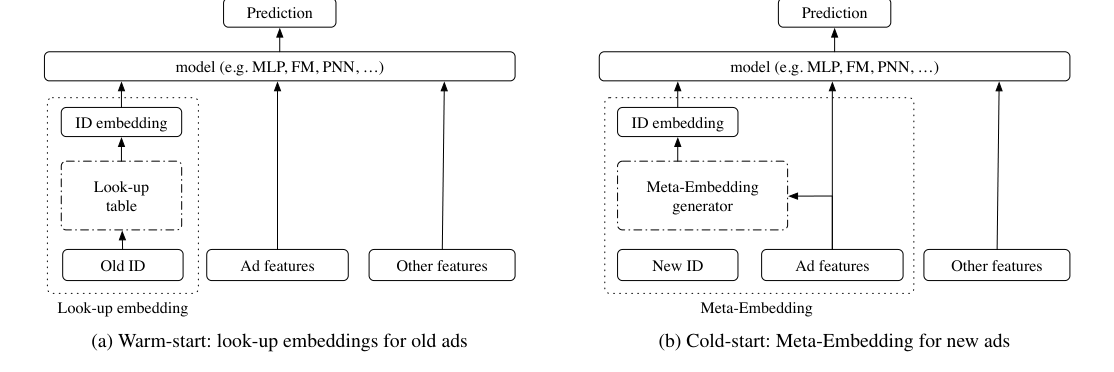 Prediction
model (e.g. MLP, FM, PNN, …)
ID embedding
Look-up
table
Old ID
Ad features
Other features
Look-up embedding
(a) Warm-start: look-up embeddings for old ads
Prediction
model (e.g. MLP, FM, PNN, …)
ID embedding
Meta-Embedding
generator
New ID
Ad features
Other features
Meta-Embedding
(b) Cold-start: Meta-Embedding for new ads